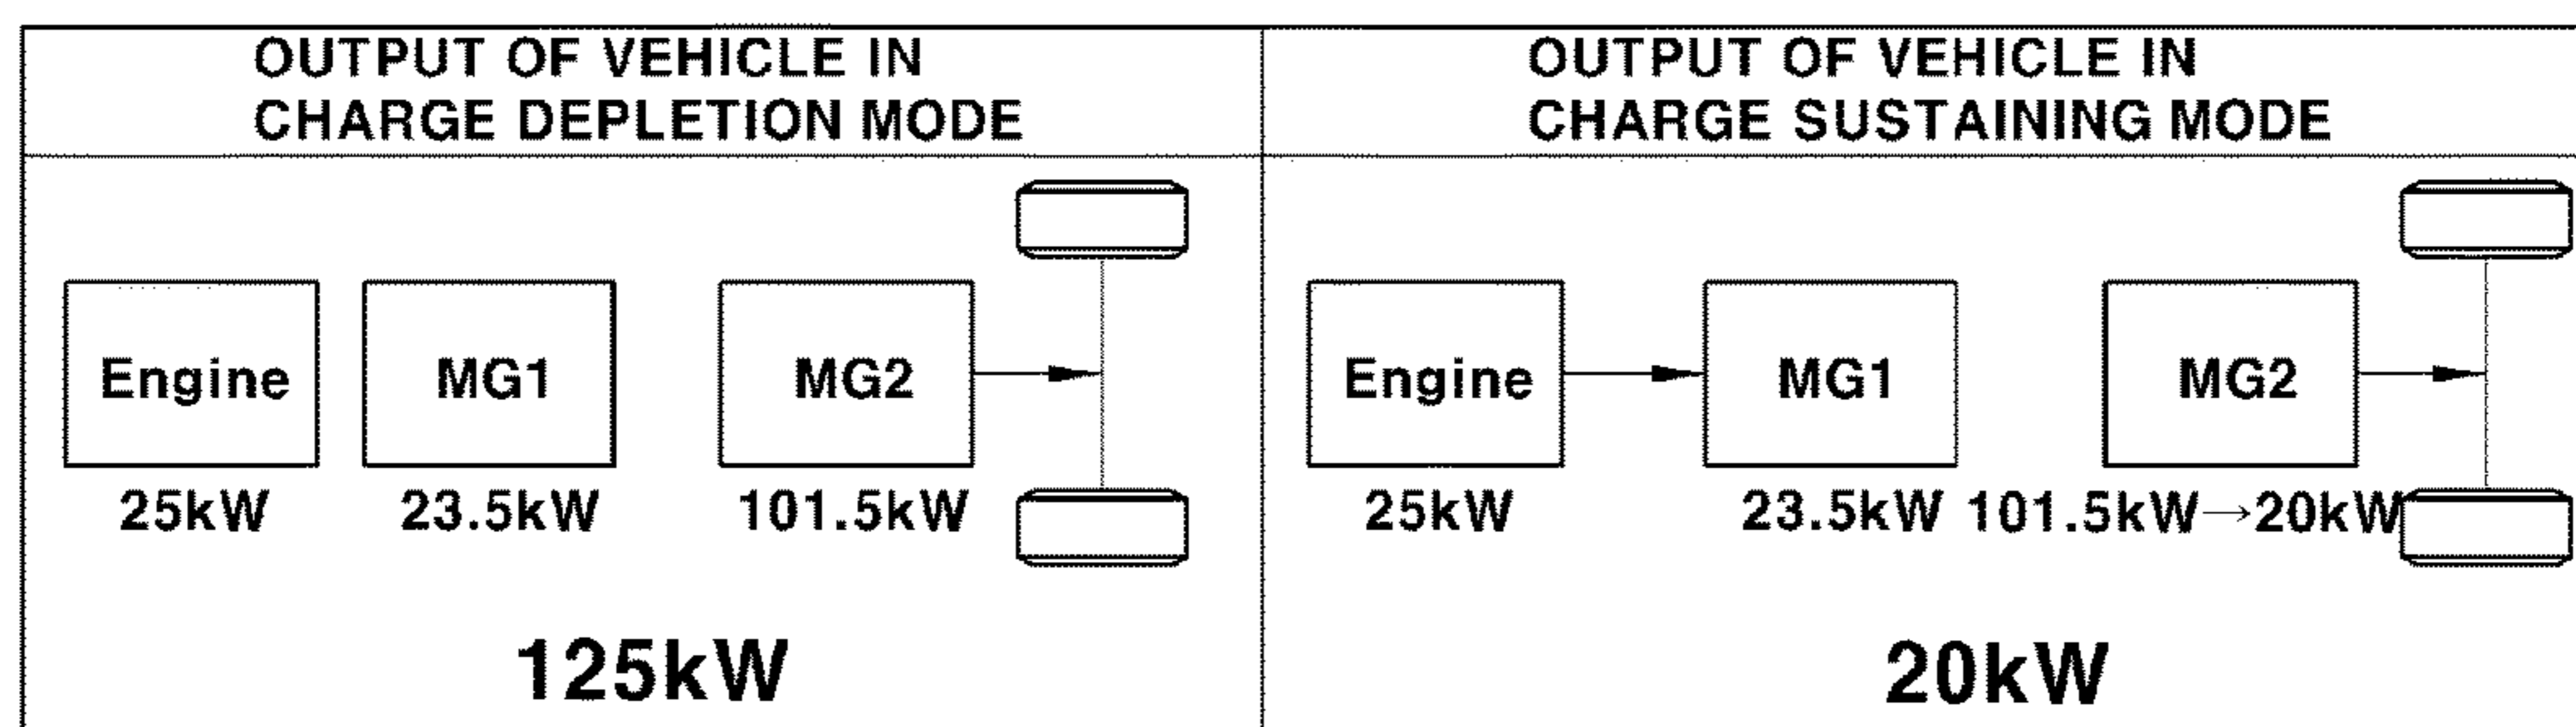 OUTPUT OF VEHICLE IN
CHARGE DEPLETION MODE
OUTPUT OF VEHICLE IN
CHARGE SUSTAINING MODE
Engine
MG1
MG2
25kW
23.5kW
101.5kW
125kW
Engine
MG1
MG2
25kW
23.5kW
101.5kW→20kW
20kW